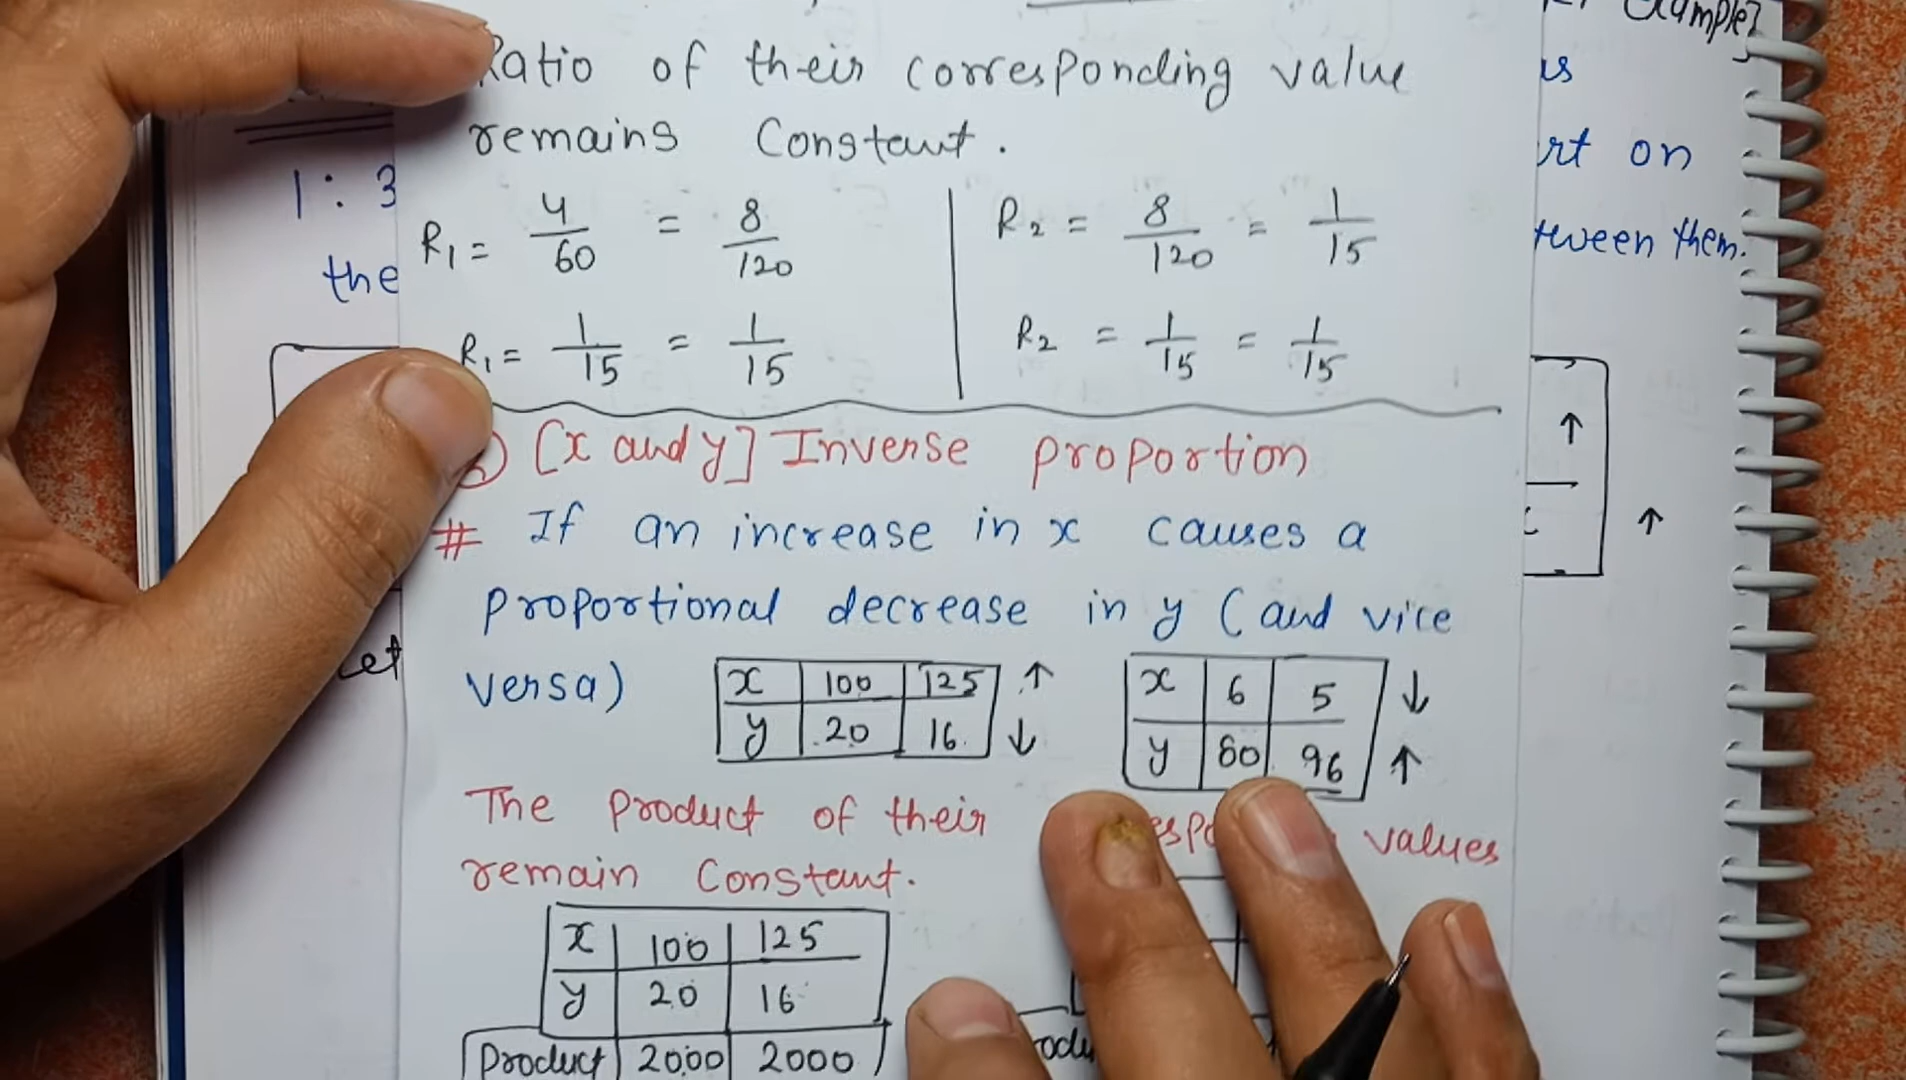 Ratio of their corresponding value
remains Constant.
R1 = 4/60 = 8/120
R1 = 1/15 = 1/15
R2 = 8/120 = 1/15
R2 = 1/15 = 1/15
[x and y] Inverse proportion
# If an increase in x causes a
proportional decrease in y (and vice
versa)
x 100 125 ↑
y 20 16 ↓
x 6 5 ↓
y 80 96 ↑
The product of their values
remain Constant.
x 100 125
y 20 16
Product 2000 2000
1 : 3
the
Let
on
them.
↑
↑